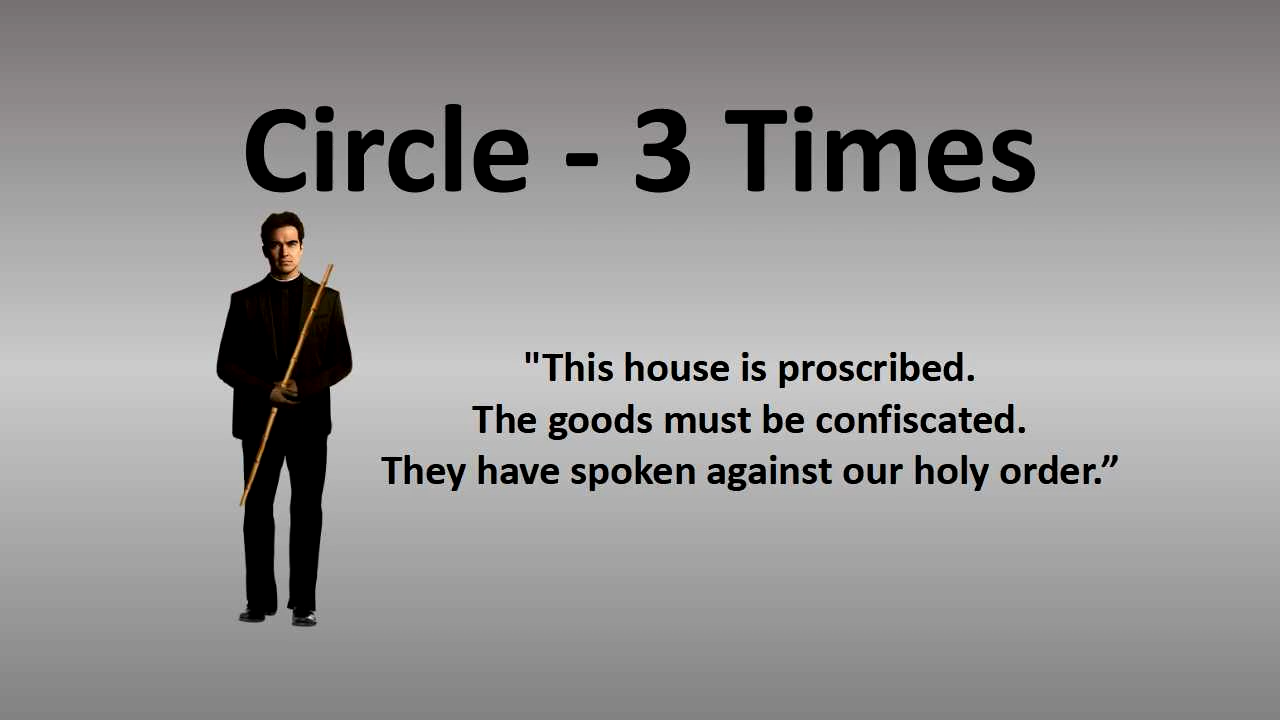 Circle - 3 Times
"This house is proscribed.
The goods must be confiscated.
They have spoken against our holy order.”